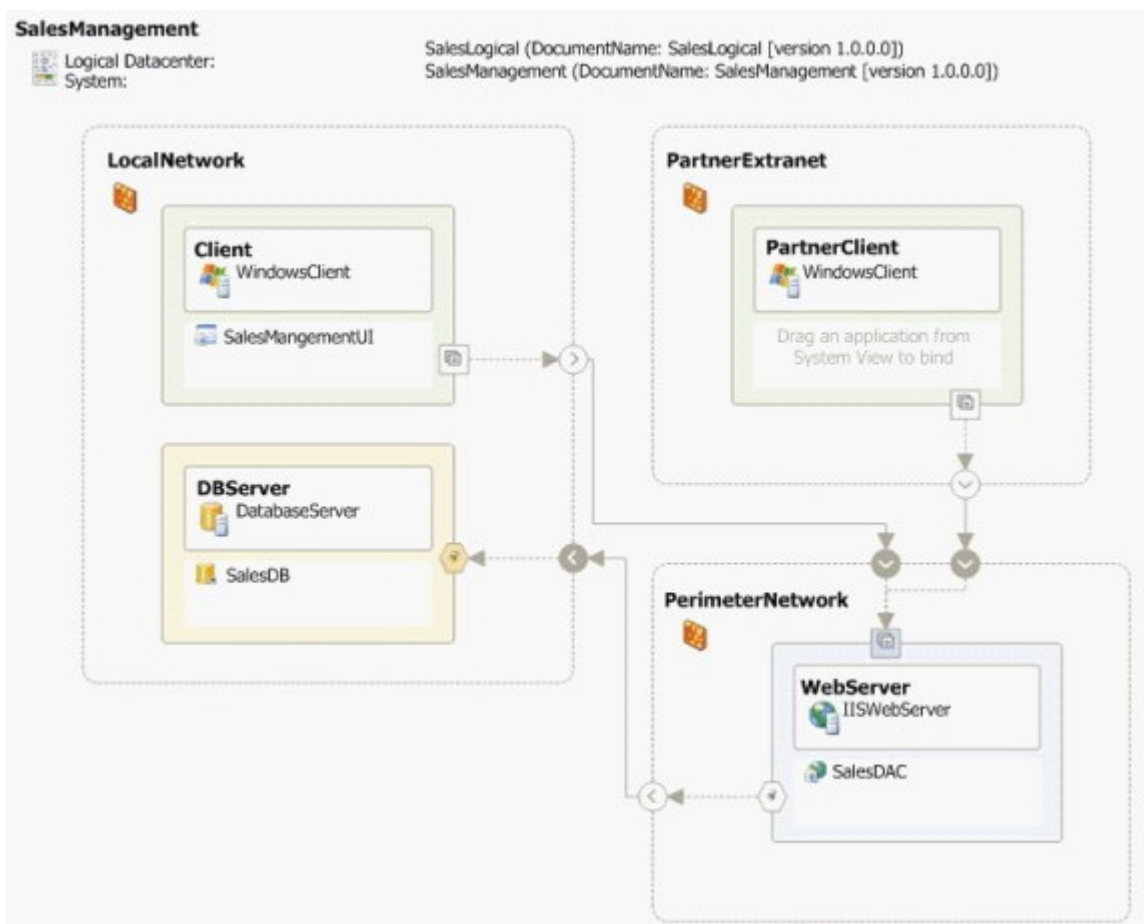 SalesManagement
Logical Datacenter:
System:
SalesLogical (DocumentName: SalesLogical [version 1.0.0.0])
SalesManagement (DocumentName: SalesManagement [version 1.0.0.0])
LocalNetwork
Client
WindowsClient
SalesMangementUI
DBServer
DatabaseServer
SalesDB
PartnerExtranet
PartnerClient
WindowsClient
Drag an application from
System View to bind
PerimeterNetwork
WebServer
IISWebServer
SalesDAC